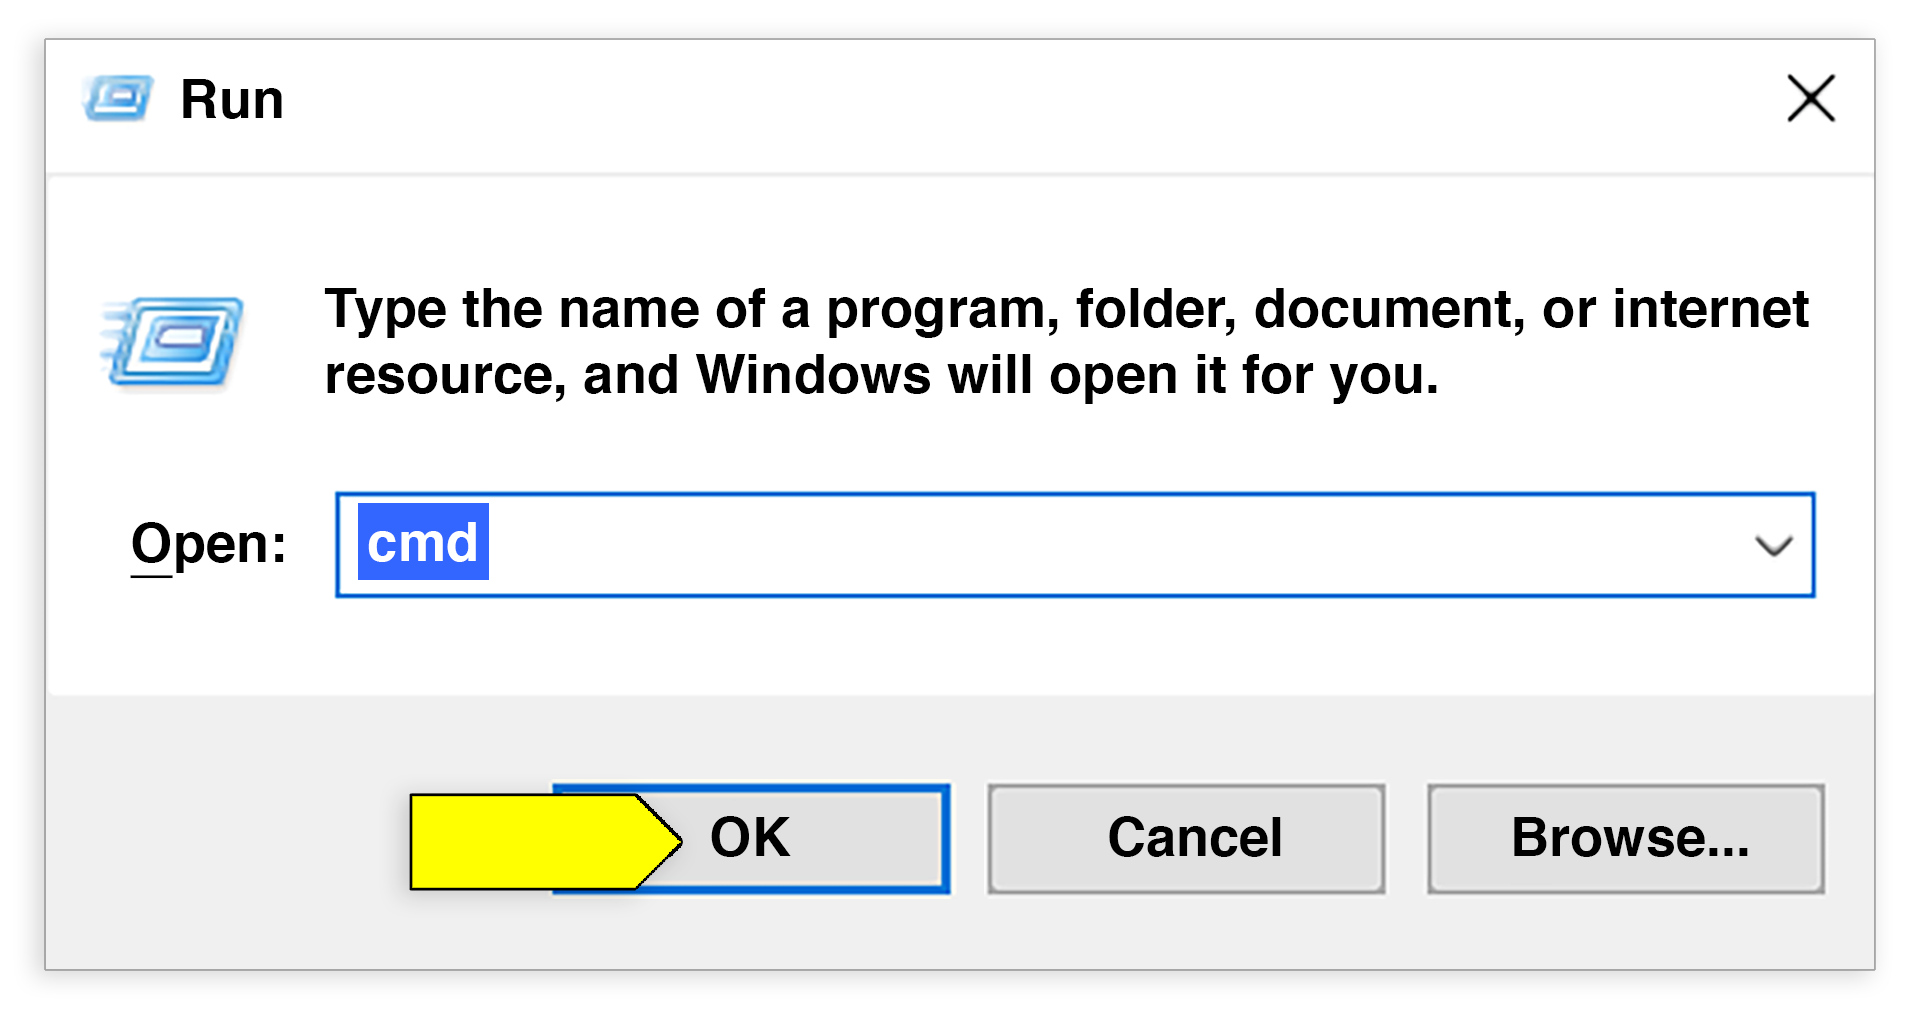 Run
Type the name of a program, folder, document, or internet
resource, and Windows will open it for you.
Open: cmd
OK Cancel Browse...